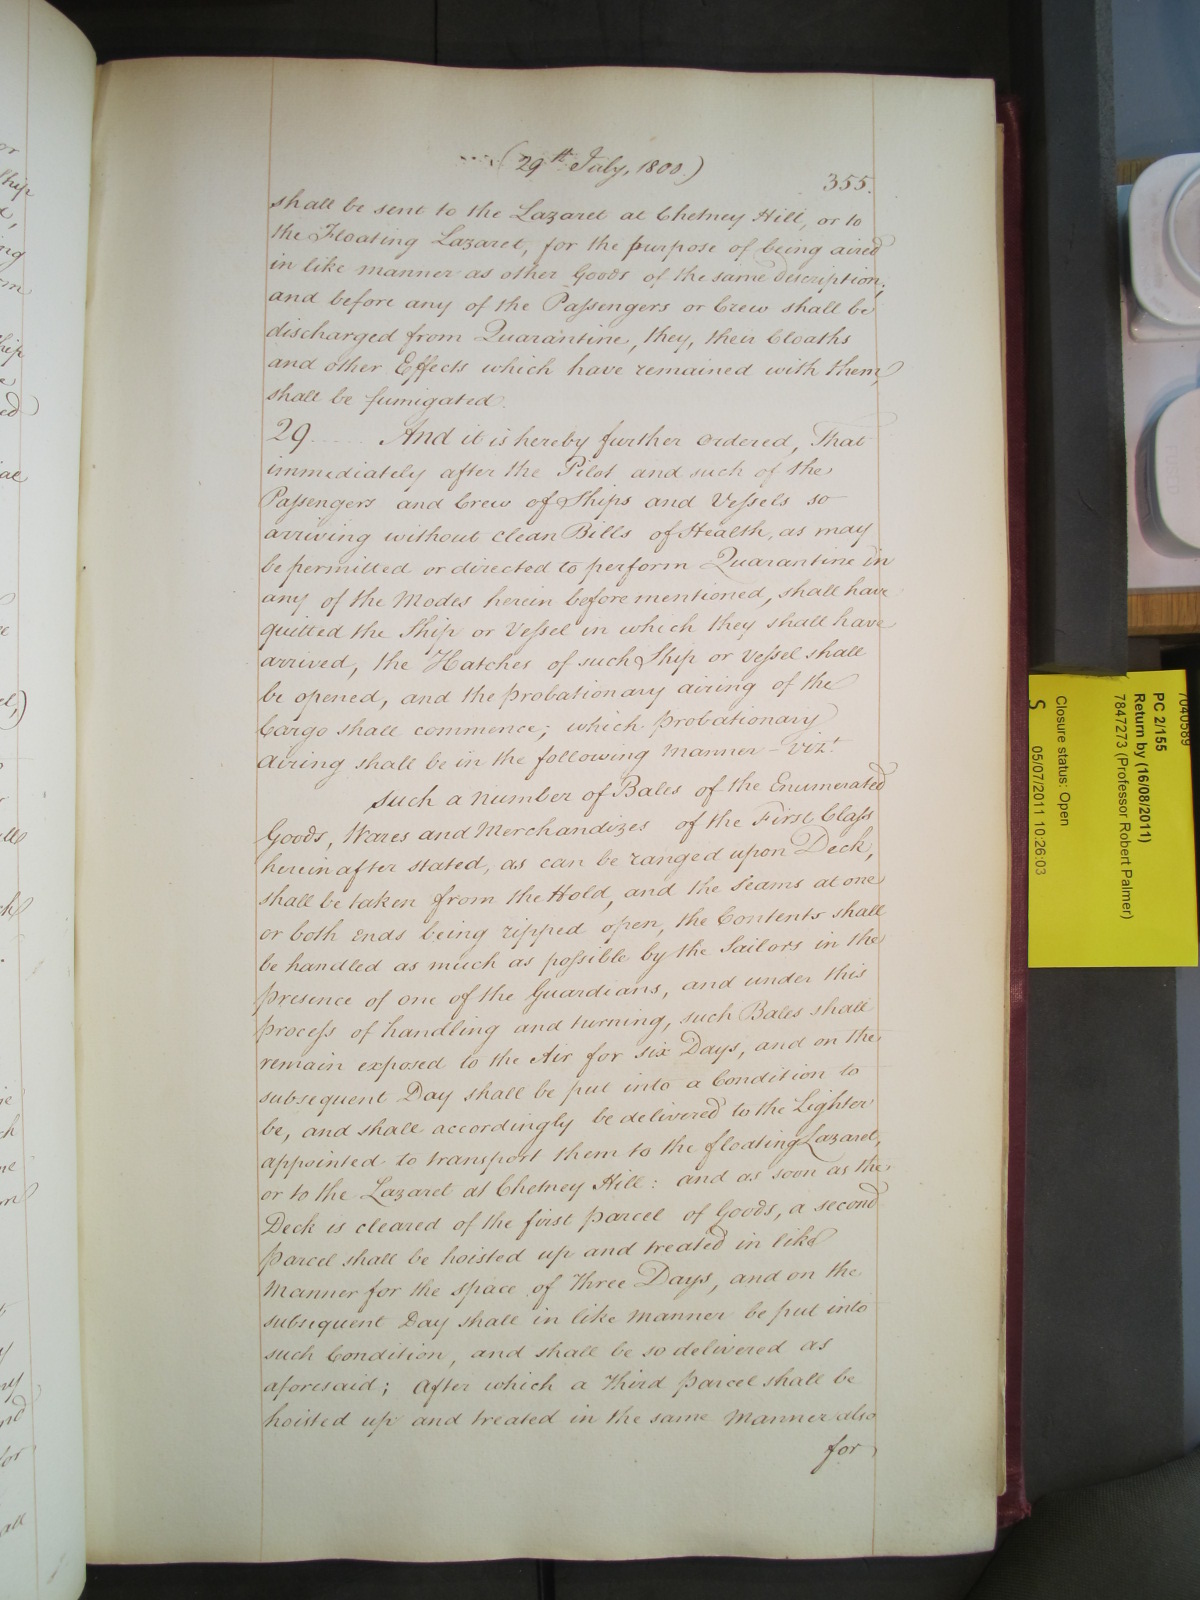 (29th July, 1800.)
355.
shall be sent to the Lazaret at Chetney Hill, or to
the Floating Lazaret, for the purpose of being aired
in like manner as other Goods of the same description;
and before any of the Passengers or Crew shall be
discharged from Quarantine, they, their Cloaths
and other Effects which have remained with them,
shall be fumigated.
29 ..... And it is hereby further Ordered, That
immediately after the Pilot and such of the
Passengers and Crew of Ships and Vessels so
arriving without clean Bills of Health, as may
be permitted or directed to perform Quarantine in
any of the Modes herein before mentioned, shall have
quitted the Ship or Vessel in which they shall have
arrived, the Hatches of such Ship or Vessel shall
be opened, and the probationary airing of the
Cargo shall commence; which Probationary
Airing shall be in the following manner - Vizt.
Such a Number of Bales of the Enumerated
Goods, Wares and Merchandizes of the First Class
herein after stated, as can be ranged upon Deck,
shall be taken from the Hold, and the Seams at one
or both Ends being ripped open, the Contents shall
be handled as much as possible by the Sailors in the
presence of one of the Guardians, and under this
process of handling and turning, such Bales shall
remain exposed to the Air for six Days, and on the
subsequent Day shall be put into a Condition to
be, and shall accordingly be delivered to the Lighter
appointed to transport them to the floating Lazaret,
or to the Lazaret at Chetney Hill: and as soon as the
Deck is cleared of the first parcel of Goods, a second
parcel shall be hoisted up and treated in like
Manner for the space of Three Days, and on the
subsequent Day shall in like manner be put into
such Condition, and shall be so delivered as
aforesaid; After which a Third Parcel shall be
hoisted up and treated in the same Manner also
for
7040589
PC 2/155
Return by (16/08/2011)
7847273 (Professor Robert Palmer)
Closure status: Open
S 05/07/2011 10:26:03